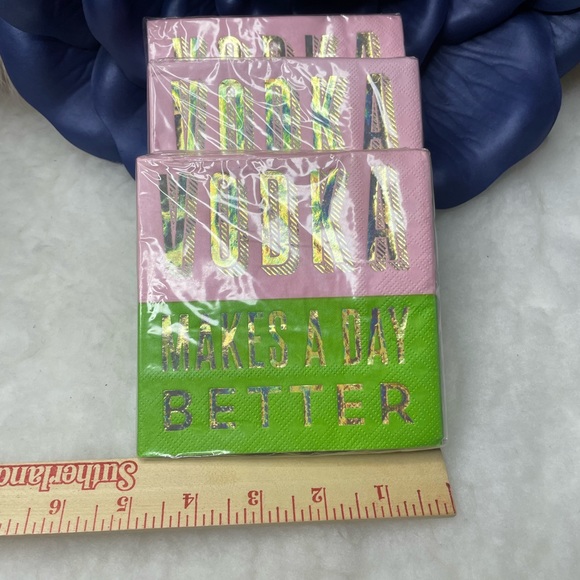 VODKA
VODKA
VODKA
MAKES A DAY
BETTER
Sutherland
6 5 4 3 2 1